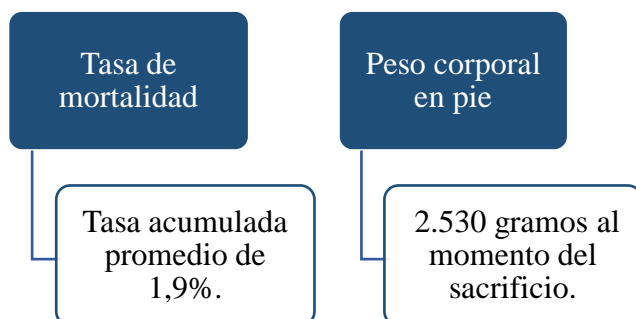 Tasa de
mortalidad
Tasa acumulada
promedio de
1,9%.
Peso corporal
en pie
2.530 gramos al
momento del
sacrificio.